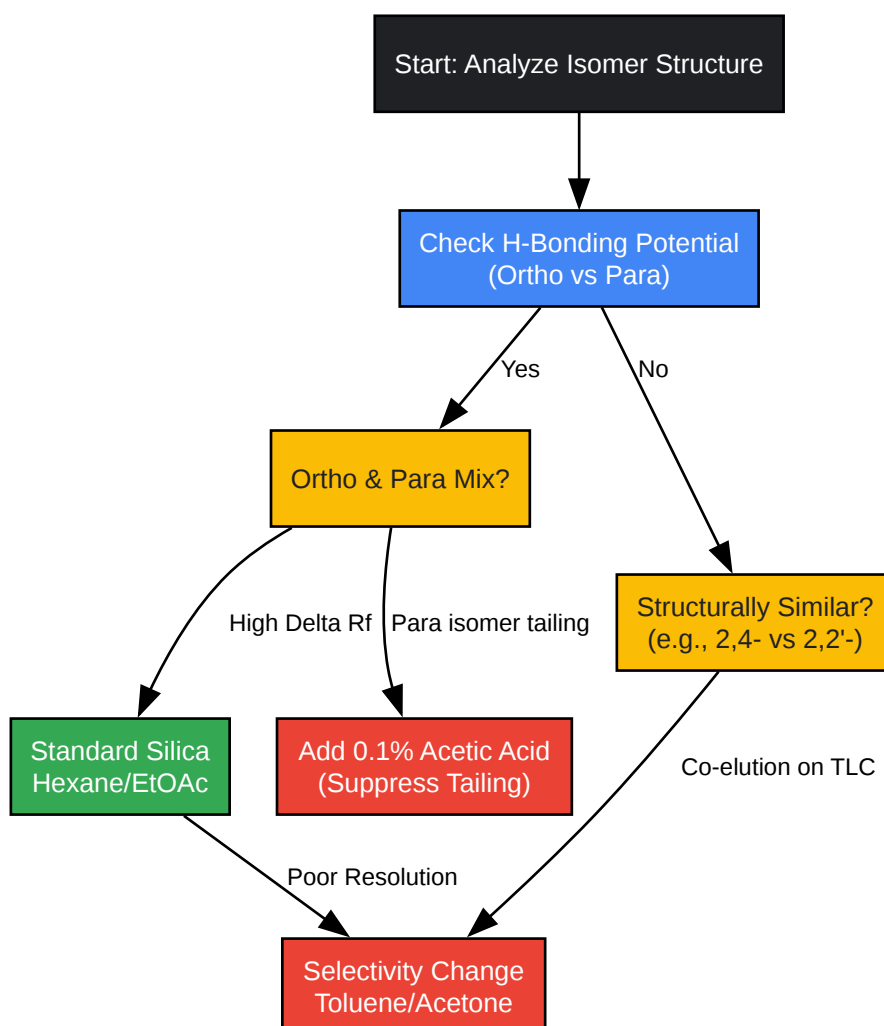 Start: Analyze Isomer Structure
Check H-Bonding Potential
(Ortho vs Para)
Yes
No
Ortho & Para Mix?
Structurally Similar?
(e.g., 2,4- vs 2,2'-)
High Delta Rf
Para isomer tailing
Standard Silica
Hexane/EtOAc
Add 0.1% Acetic Acid
(Suppress Tailing)
Co-elution on TLC
Poor Resolution
Selectivity Change
Toluene/Acetone